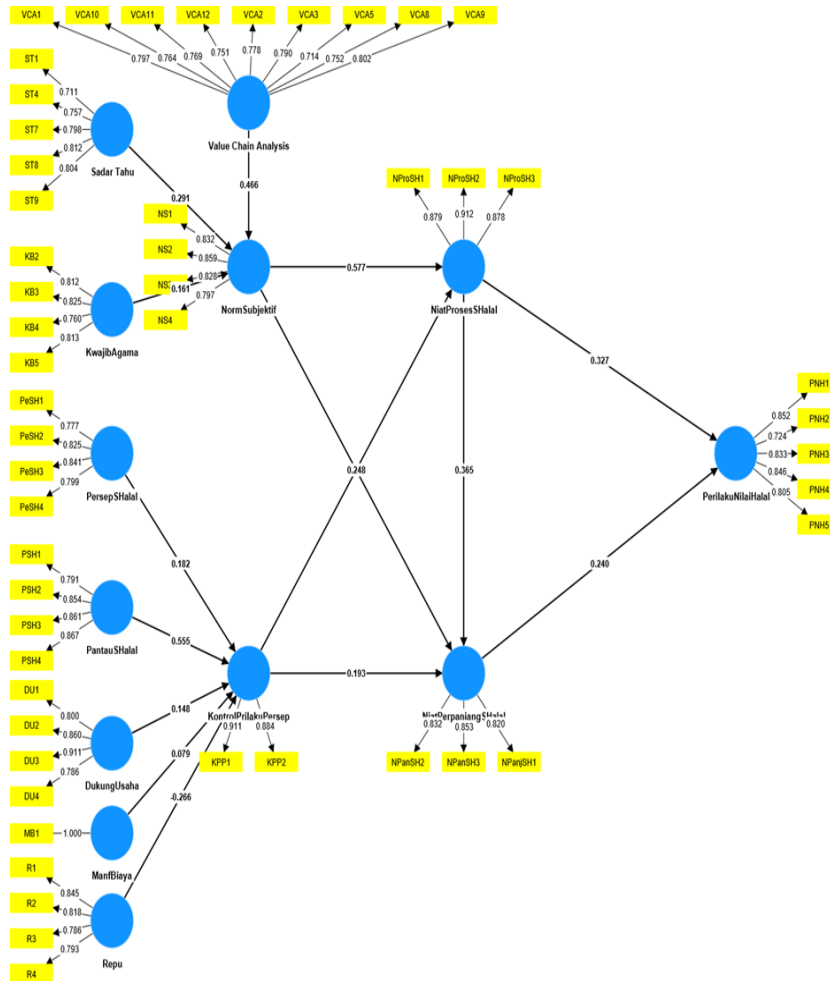 VCA1 VCA10 VCA11 VCA12 VCA2 VCA3 VCA5 VCA8 VCA9
0.797 0.764 0.769 0.751 0.778 0.790 0.714 0.752 0.802
Value Chain Analysis
0.466
ST1
ST4
ST7
ST8
ST9
0.711
0.757
0.798
0.812
0.804
Sadar Tahu
0.291
NS1
NS2
NS4
0.832
0.859
0.828
0.797
NormSubjektif
KB2
KB3
KB4
KB5
0.812
0.825
0.760
0.813
KwajibAgama
0.161
NProSH1 NProSH2 NProSH3
0.879 0.912 0.878
NiatProsesSHalal
0.577
0.327
0.248
0.365
PeSH1
PeSH2
PeSH3
PeSH4
0.777
0.825
0.841
0.799
PersepSHalal
0.182
PNH1
PNH2
PNH3
PNH4
PNH5
0.852
0.724
0.833
0.846
0.805
PerilakuNilaiHalal
0.240
PSH1
PSH2
PSH3
PSH4
0.791
0.854
0.861
0.867
PantauSHalal
0.555
KontrolPrilakuPersep
0.911 0.884
KPP1 KPP2
0.193
NiatPerpanjangSHalal
0.832 0.853 0.820
NPanSH2 NPanSH3 NPanjSH1
DU1
DU2
DU3
DU4
0.800
0.860
0.911
0.786
DukungUsaha
0.148
MB1
1.000
ManfBiaya
0.079
R1
R2
R3
R4
0.845
0.818
0.786
0.793
Repu
-0.266